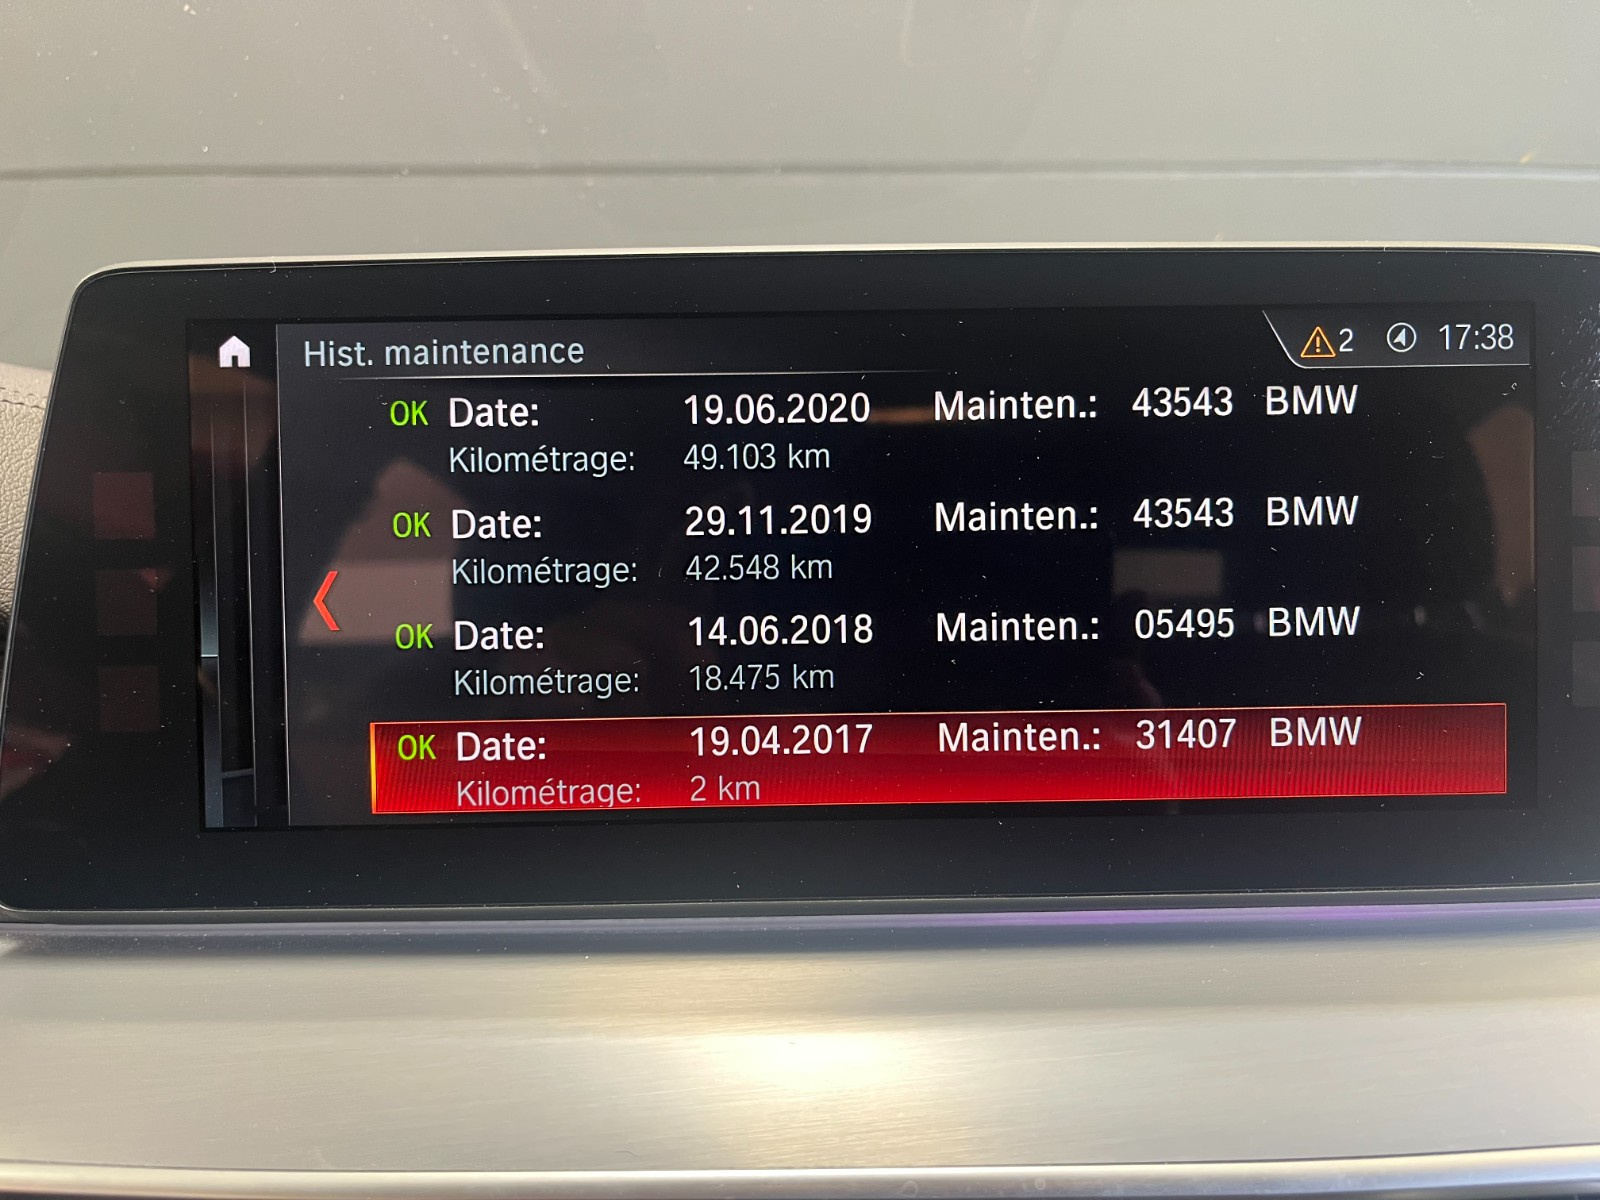 Hist. maintenance 2 17:38
OK Date: 19.06.2020 Mainten.: 43543 BMW
Kilométrage: 49.103 km
OK Date: 29.11.2019 Mainten.: 43543 BMW
Kilométrage: 42.548 km
OK Date: 14.06.2018 Mainten.: 05495 BMW
Kilométrage: 18.475 km
OK Date: 19.04.2017 Mainten.: 31407 BMW
Kilométrage: 2 km